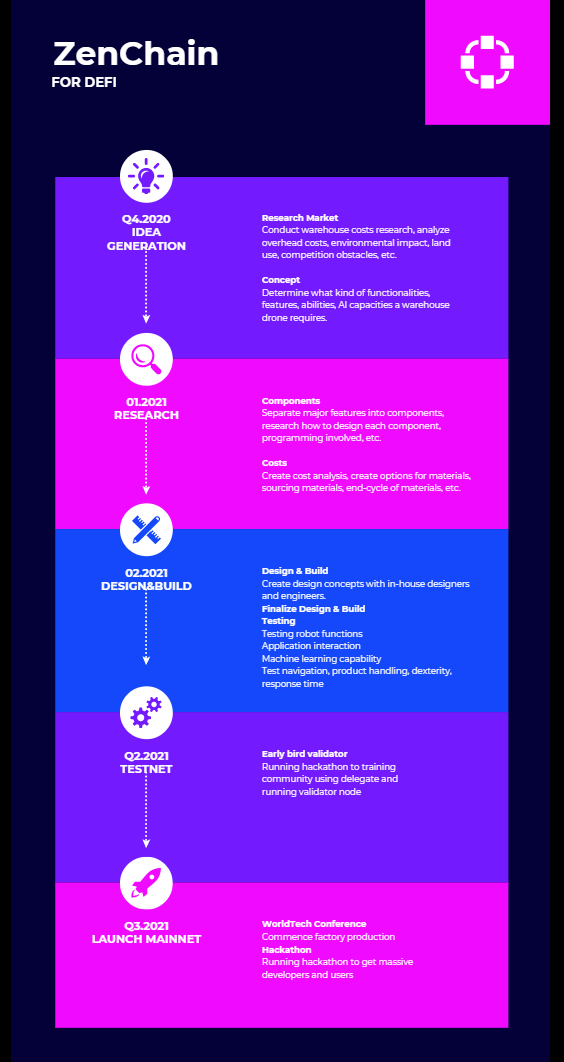 ZenChain
FOR DEFI
Q4.2020
IDEA
GENERATION
Research Market
Conduct warehouse costs research, analyze
overhead costs, environmental impact, land
use, competition obstacles, etc.
Concept
Determine what kind of functionalities,
features, abilities, AI capacities a warehouse
drone requires.
01.2021
RESEARCH
Components
Separate major features into components,
research how to design each component,
programming involved, etc.
Costs
Create cost analysis, create options for materials,
sourcing materials, end-cycle of materials, etc.
02.2021
DESIGN&BUILD
Design & Build
Create design concepts with in-house designers
and engineers.
Finalize Design & Build
Testing
Testing robot functions
Application interaction
Machine learning capability
Test navigation, product handling, dexterity,
response time
Q2.2021
TESTNET
Early bird validator
Running hackathon to training
community using delegate and
running validator node
Q3.2021
LAUNCH MAINNET
WorldTech Conference
Commence factory production
Hackathon
Running hackathon to get massive
developers and users